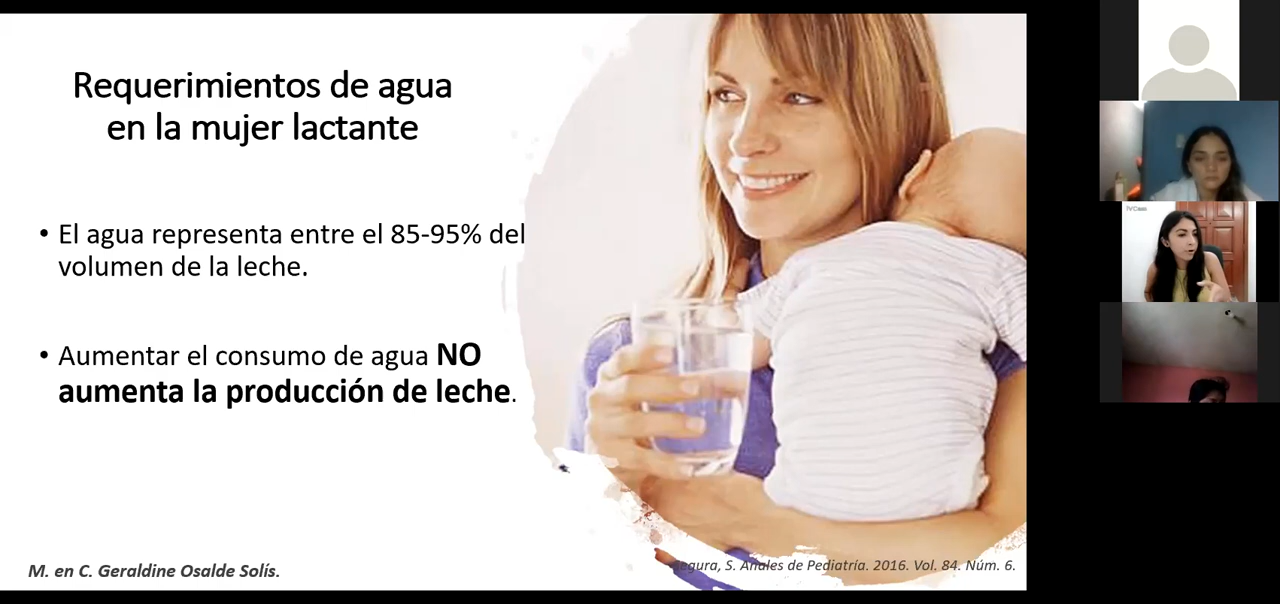 Requerimientos de agua
en la mujer lactante
• El agua representa entre el 85-95% del
volumen de la leche.
• Aumentar el consumo de agua NO
aumenta la producción de leche.
M. en C. Geraldine Osalde Solís.
Segura, S. Anales de Pediatría. 2016. Vol. 84. Núm. 6.